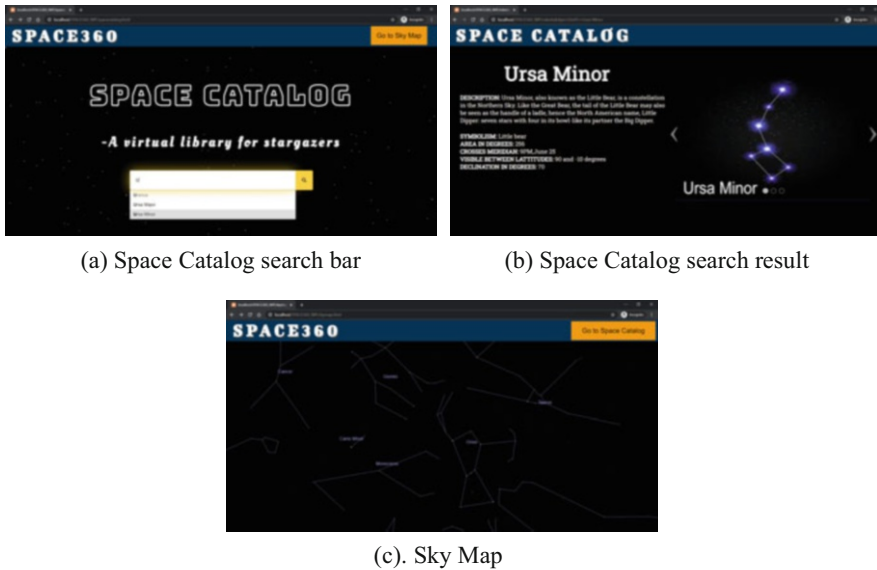 SPACE360
Go to Sky Map
SPACE CATALOG
-A virtual library for stargazers
Ursa Major
Ursa Minor
(a) Space Catalog search bar
SPACE CATALOG
Ursa Minor
DESCRIPTION: Ursa Minor, also known as the Little Bear, is a constellation
in the Northern Sky. Like the Great Bear, the tail of the Little Bear may also
be seen as the handle of a ladle, hence the North American name, Little
Dipper: seven stars with four in its bowl like its partner the Big Dipper.
SYMBOLISM: Little bear
AREA IN DEGREES: 256
CROSSES MERIDIAN: 9PM, June 25
VISIBLE BETWEEN LATTITUDES: 90 and -10 degrees
DECLINATION IN DEGREES: 70
Ursa Minor
(b) Space Catalog search result
SPACE360
Go to Space Catalog
Canis Minor
Monoceros
(c). Sky Map